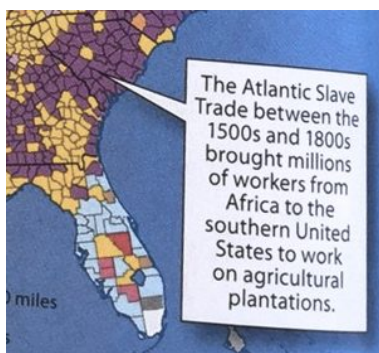 The Atlantic Slave
Trade between the
1500s and 1800s
brought millions
of workers from
Africa to the
southern United
States to work
on agricultural
plantations.
miles